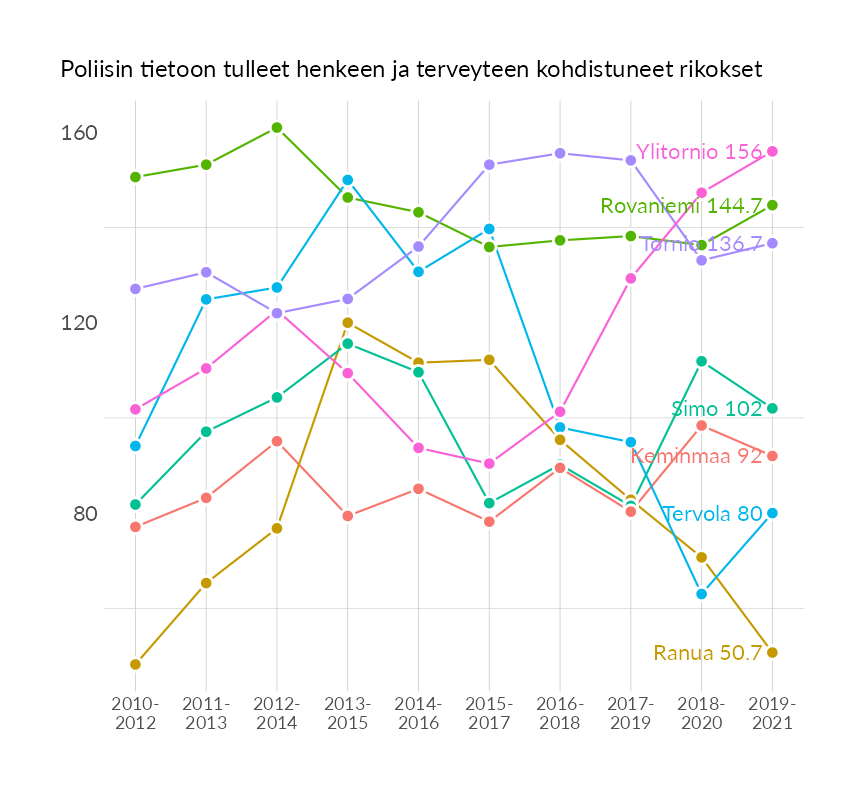 Poliisin tietoon tulleet henkeen ja terveyteen kohdistuneet rikokset
160
120
80
Ylitornio 156
Rovaniemi 144.7
Tornio 136.7
Simo 102
Keminmaa 92
Tervola 80
Ranua 50.7
2010- 2011- 2012- 2013- 2014- 2015- 2016- 2017- 2018- 2019-
2012 2013 2014 2015 2016 2017 2018 2019 2020 2021